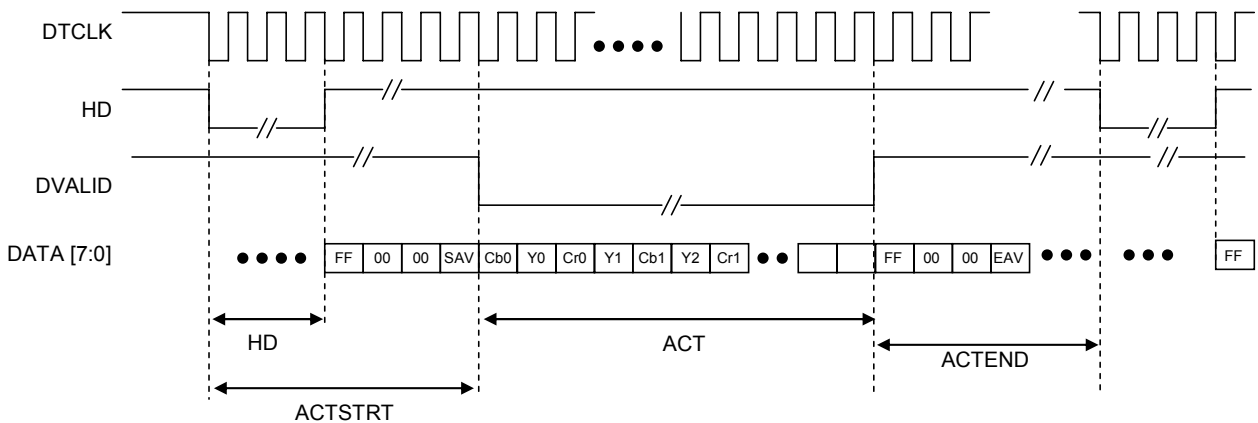 DTCLK
HD
DVALID
DATA [7:0]
FF 00 00 SAV Cb0 Y0 Cr0 Y1 Cb1 Y2 Cr1 FF 00 00 EAV FF
HD
ACT
ACTEND
ACTSTRT